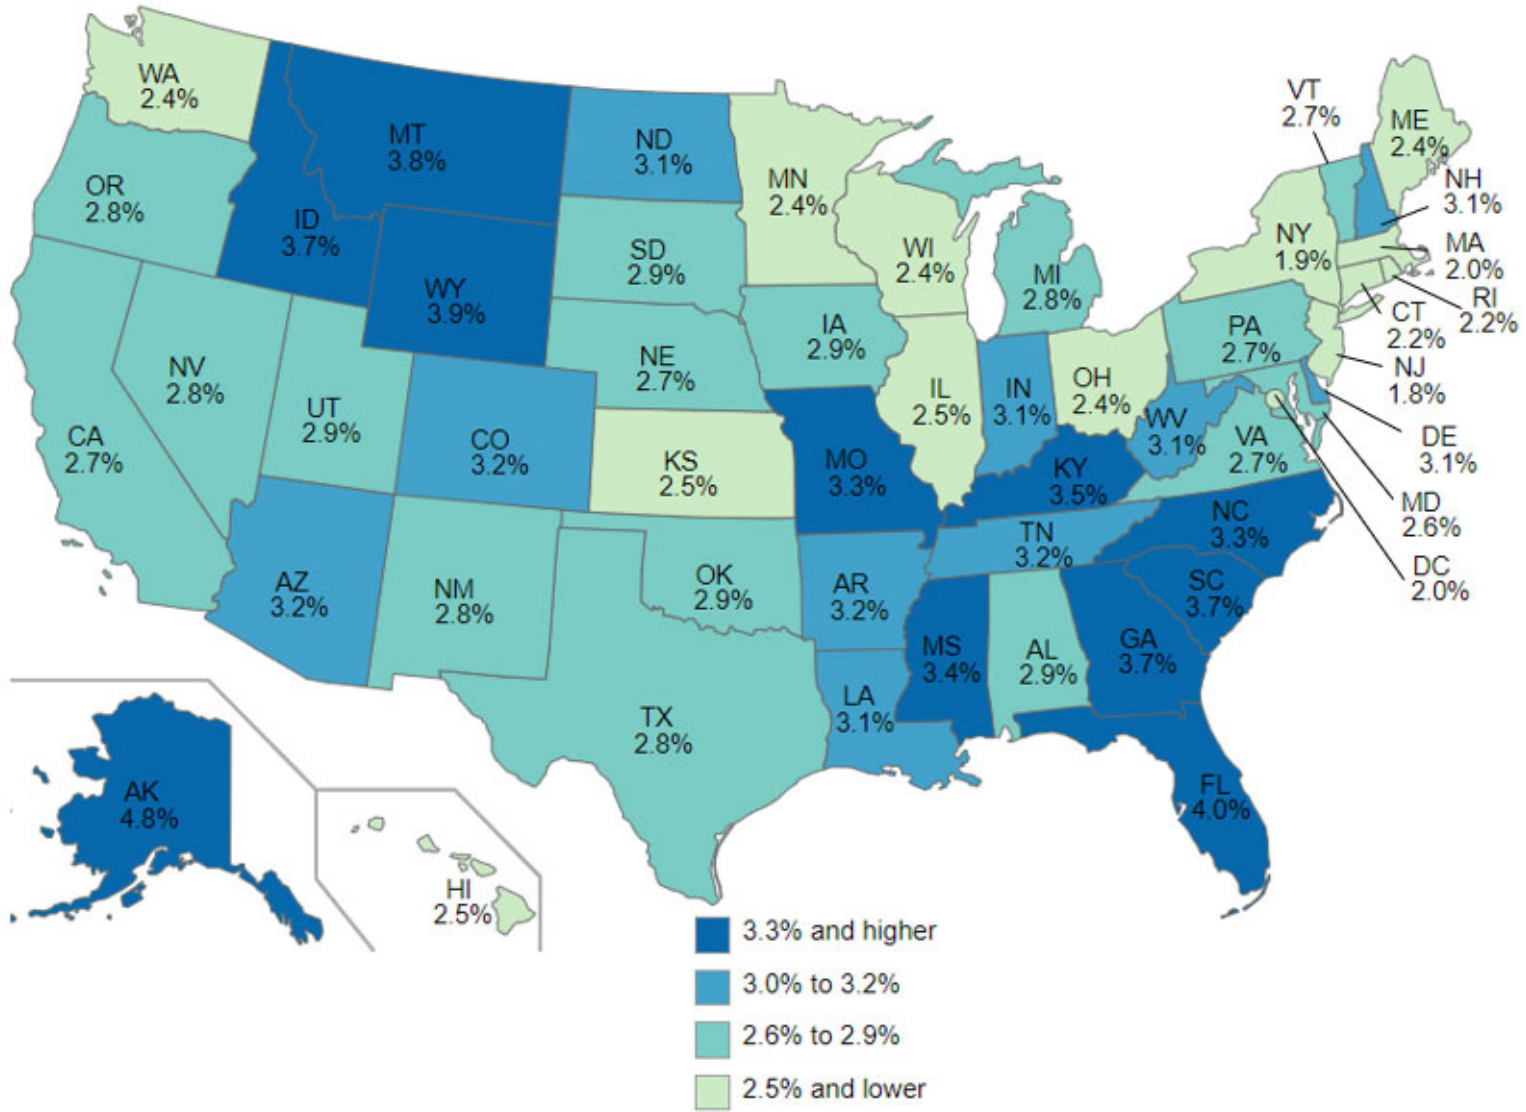 WA
2.4%
MT
3.8%
ND
3.1%
MN
2.4%
VT
2.7%
ME
2.4%
NH
3.1%
OR
2.8%
ID
3.7%
WY
3.9%
SD
2.9%
WI
2.4%
MI
2.8%
NY
1.9%
MA
2.0%
RI
2.2%
CT
2.2%
NJ
1.8%
NV
2.8%
UT
2.9%
NE
2.7%
IA
2.9%
IL
2.5%
IN
3.1%
OH
2.4%
PA
2.7%
WV
3.1%
VA
2.7%
DE
3.1%
MD
2.6%
DC
2.0%
CA
2.7%
CO
3.2%
KS
2.5%
MO
3.3%
KY
3.5%
NC
3.3%
TN
3.2%
SC
3.7%
AZ
3.2%
NM
2.8%
OK
2.9%
AR
3.2%
MS
3.4%
AL
2.9%
GA
3.7%
LA
3.1%
TX
2.8%
FL
4.0%
AK
4.8%
HI
2.5%
3.3% and higher
3.0% to 3.2%
2.6% to 2.9%
2.5% and lower